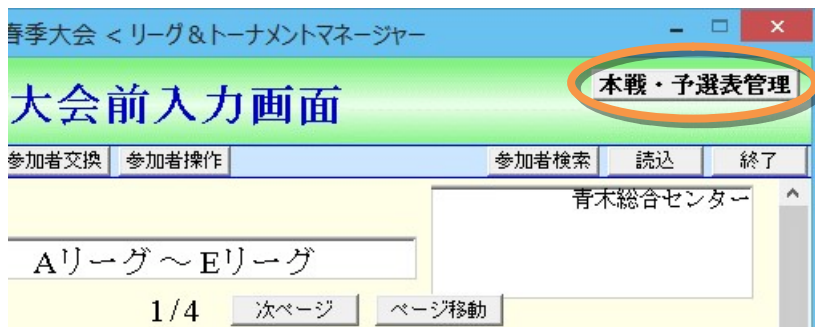 春季大会 < リーグ&トーナメントマネージャー
大会前入力画面
本戦・予選表管理
参加者交換 参加者操作 参加者検索 読込 終了
青木総合センター
Aリーグ～Eリーグ
1/4 次ページ ページ移動